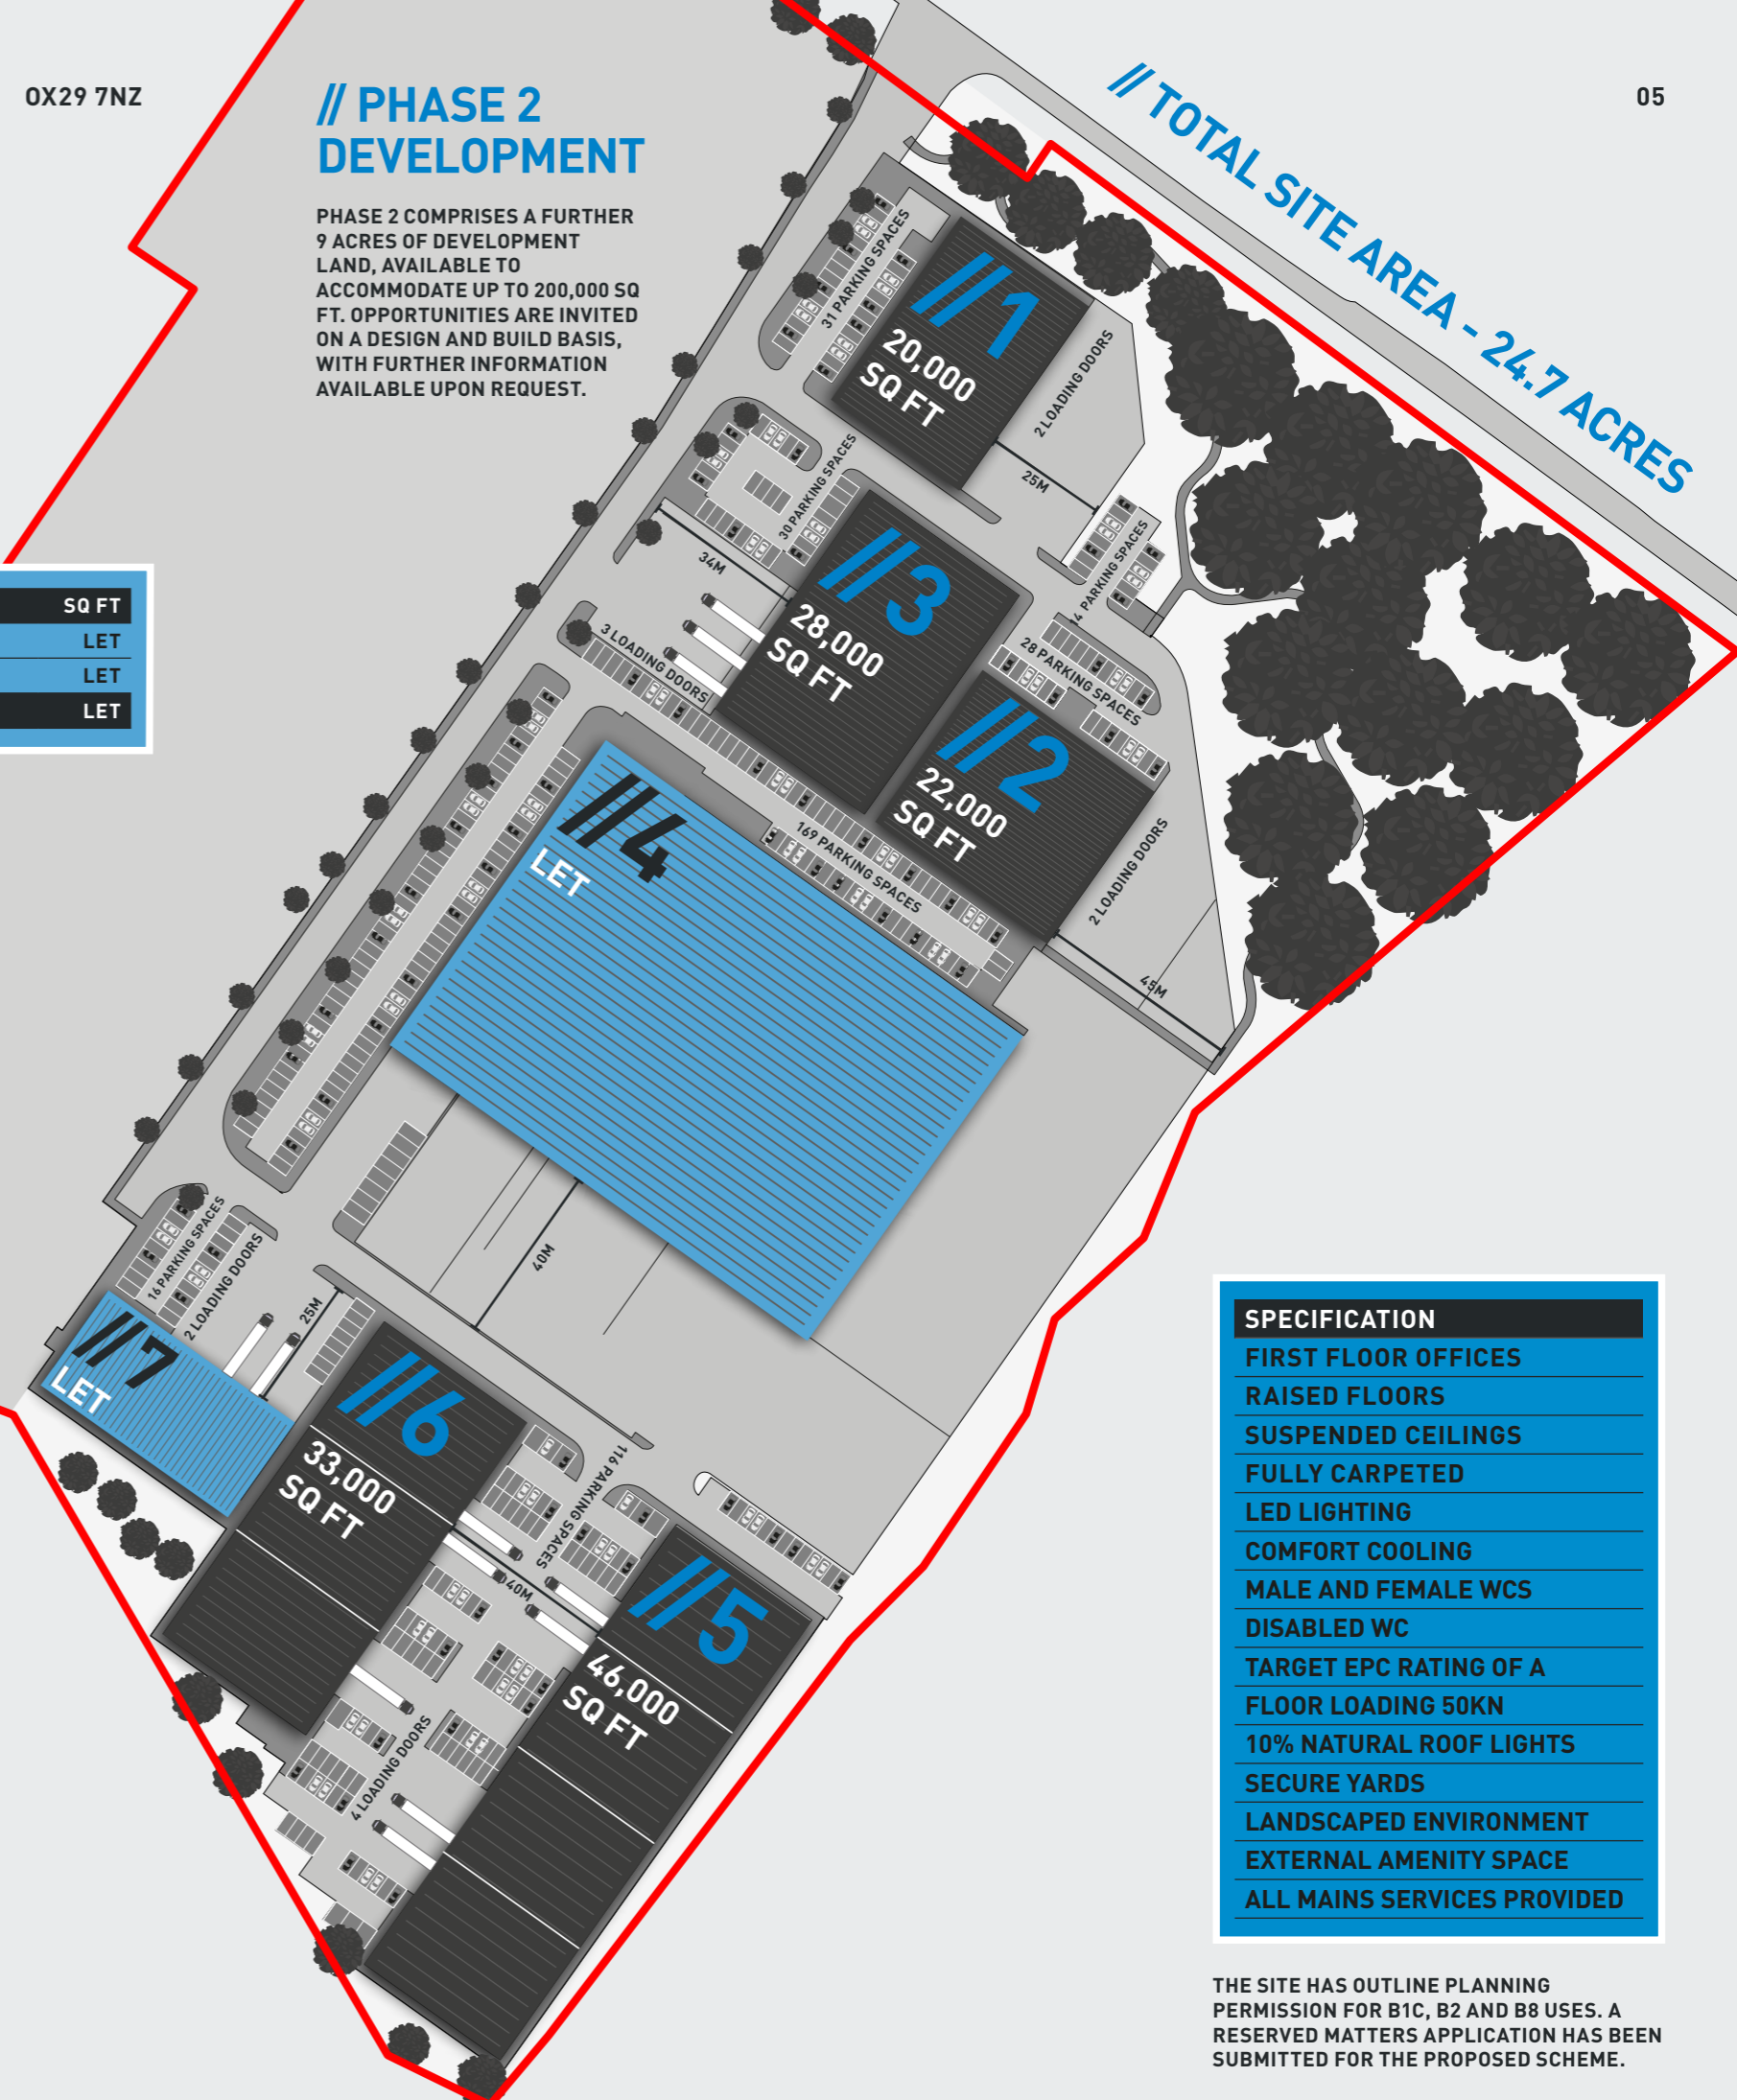 OX29 7NZ
05
// PHASE 2
DEVELOPMENT
PHASE 2 COMPRISES A FURTHER
9 ACRES OF DEVELOPMENT
LAND, AVAILABLE TO
ACCOMMODATE UP TO 200,000 SQ
FT. OPPORTUNITIES ARE INVITED
ON A DESIGN AND BUILD BASIS,
WITH FURTHER INFORMATION
AVAILABLE UPON REQUEST.
// TOTAL SITE AREA - 24.7 ACRES
SQ FT
LET
LET
LET
31 PARKING SPACES
///1
20,000
SQ FT
2 LOADING DOORS
25M
30 PARKING SPACES
34M
14 PARKING SPACES
///3
28,000
SQ FT
3 LOADING DOORS
28 PARKING SPACES
///2
22,000
SQ FT
2 LOADING DOORS
45M
169 PARKING SPACES
///4
LET
40M
16 PARKING SPACES
2 LOADING DOORS
25M
///7
LET
///6
33,000
SQ FT
116 PARKING SPACES
40M
///5
46,000
SQ FT
4 LOADING DOORS
SPECIFICATION
FIRST FLOOR OFFICES
RAISED FLOORS
SUSPENDED CEILINGS
FULLY CARPETED
LED LIGHTING
COMFORT COOLING
MALE AND FEMALE WCS
DISABLED WC
TARGET EPC RATING OF A
FLOOR LOADING 50KN
10% NATURAL ROOF LIGHTS
SECURE YARDS
LANDSCAPED ENVIRONMENT
EXTERNAL AMENITY SPACE
ALL MAINS SERVICES PROVIDED
THE SITE HAS OUTLINE PLANNING
PERMISSION FOR B1C, B2 AND B8 USES. A
RESERVED MATTERS APPLICATION HAS BEEN
SUBMITTED FOR THE PROPOSED SCHEME.